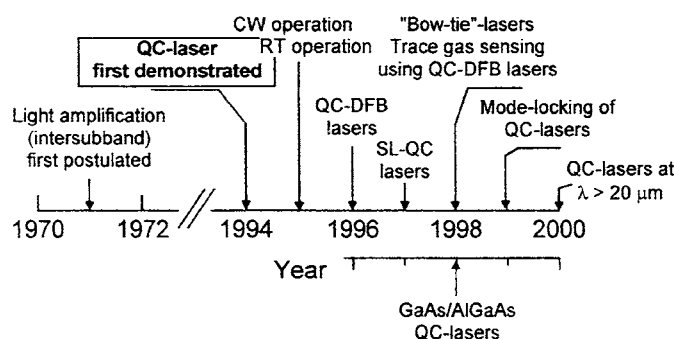 CW operation
RT operation
QC-laser
first demonstrated
"Bow-tie"-lasers
Trace gas sensing
using QC-DFB lasers
Light amplification
(intersubband)
first postulated
QC-DFB
lasers
SL-QC
lasers
Mode-locking of
QC-lasers
QC-lasers at
λ > 20 μm
1970 1972 1994 1996 1998 2000
Year
GaAs/AlGaAs
QC-lasers